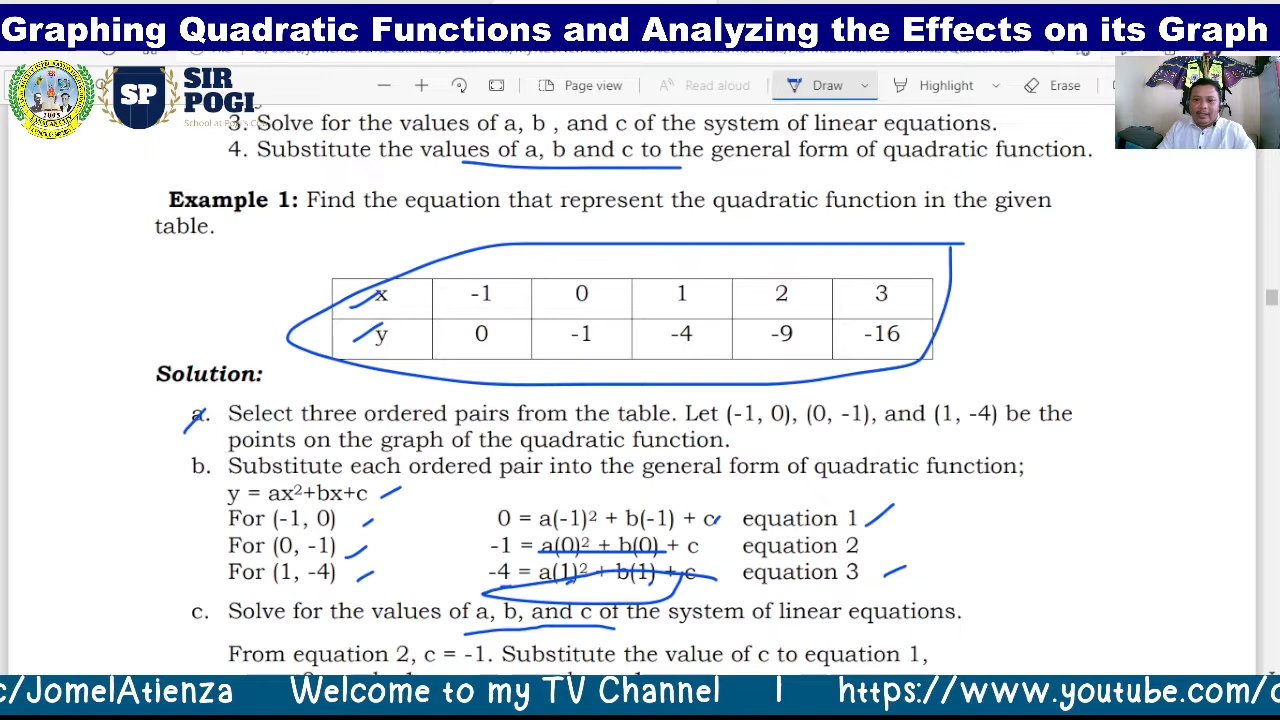 Graphing Quadratic Functions and Analyzing the Effects on its Graph
SP
SIR
POGI
Page view
Read aloud
Draw
Highlight
Erase
3. Solve for the values of a, b , and c of the system of linear equations.
4. Substitute the values of a, b and c to the general form of quadratic function.
Example 1: Find the equation that represent the quadratic function in the given
table.
x -1 0 1 2 3
y 0 -1 -4 -9 -16
Solution:
a. Select three ordered pairs from the table. Let (-1, 0), (0, -1), and (1, -4) be the
points on the graph of the quadratic function.
b. Substitute each ordered pair into the general form of quadratic function;
y = ax²+bx+c
For (-1, 0) 0 = a(-1)² + b(-1) + c equation 1
For (0, -1) -1 = a(0)² + b(0) + c equation 2
For (1, -4) -4 = a(1)² + b(1) + c equation 3
c. Solve for the values of a, b, and c of the system of linear equations.
From equation 2, c = -1. Substitute the value of c to equation 1,
c/JomelAtienza Welcome to my TV Channel | https://www.youtube.com/c